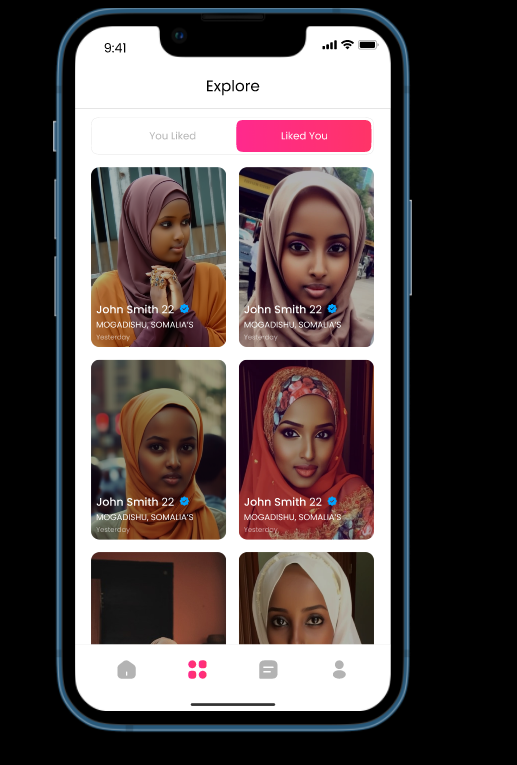 9:41
Explore
You Liked
Liked You
John Smith 22
MOGADISHU, SOMALIA'S
Yesterday
John Smith 22
MOGADISHU, SOMALIA'S
Yesterday
John Smith 22
MOGADISHU, SOMALIA'S
Yesterday
John Smith 22
MOGADISHU, SOMALIA'S
Yesterday